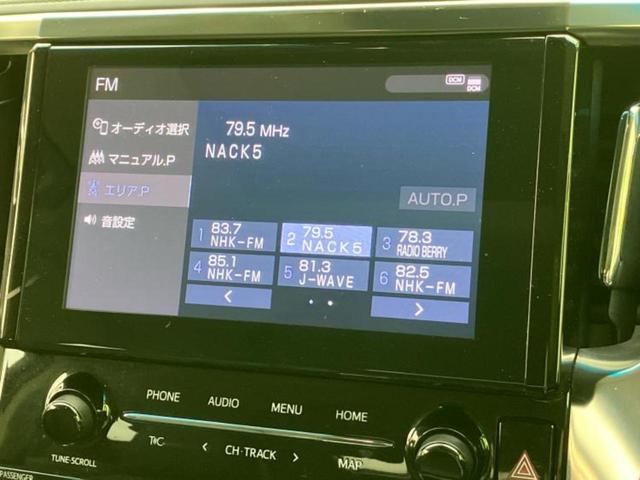 FM
DCM
DCM
オーディオ選択
マニュアル.P
エリア.P
音設定
79.5 MHz
NACK5
AUTO.P
1 83.7 NHK-FM
2 79.5 NACK5
3 78.3 RADIO BERRY
4 85.1 NHK-FM
5 81.3 J-WAVE
6 82.5 NHK-FM
<
>
PHONE AUDIO MENU HOME
TUNE·SCROLL
< CH·TRACK >
MAP
PASSENGER